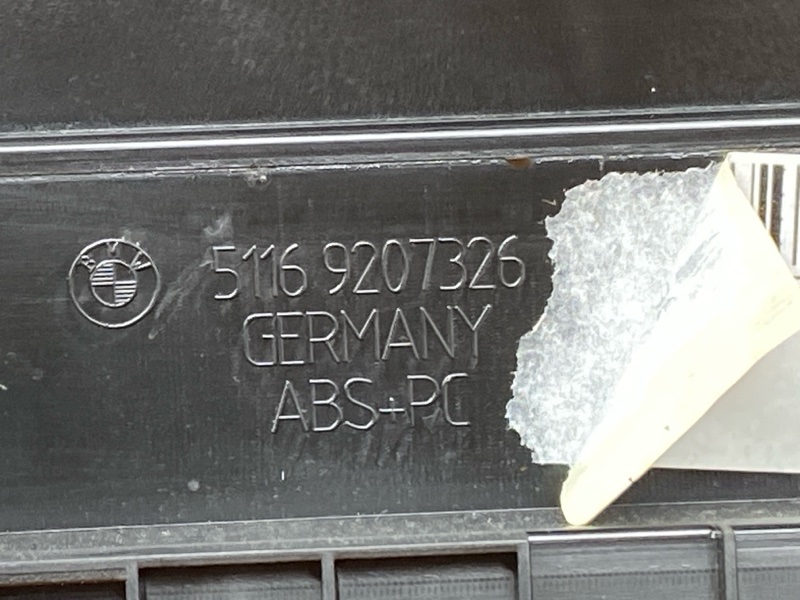 BMW
5116 9207326
GERMANY
ABS+PC